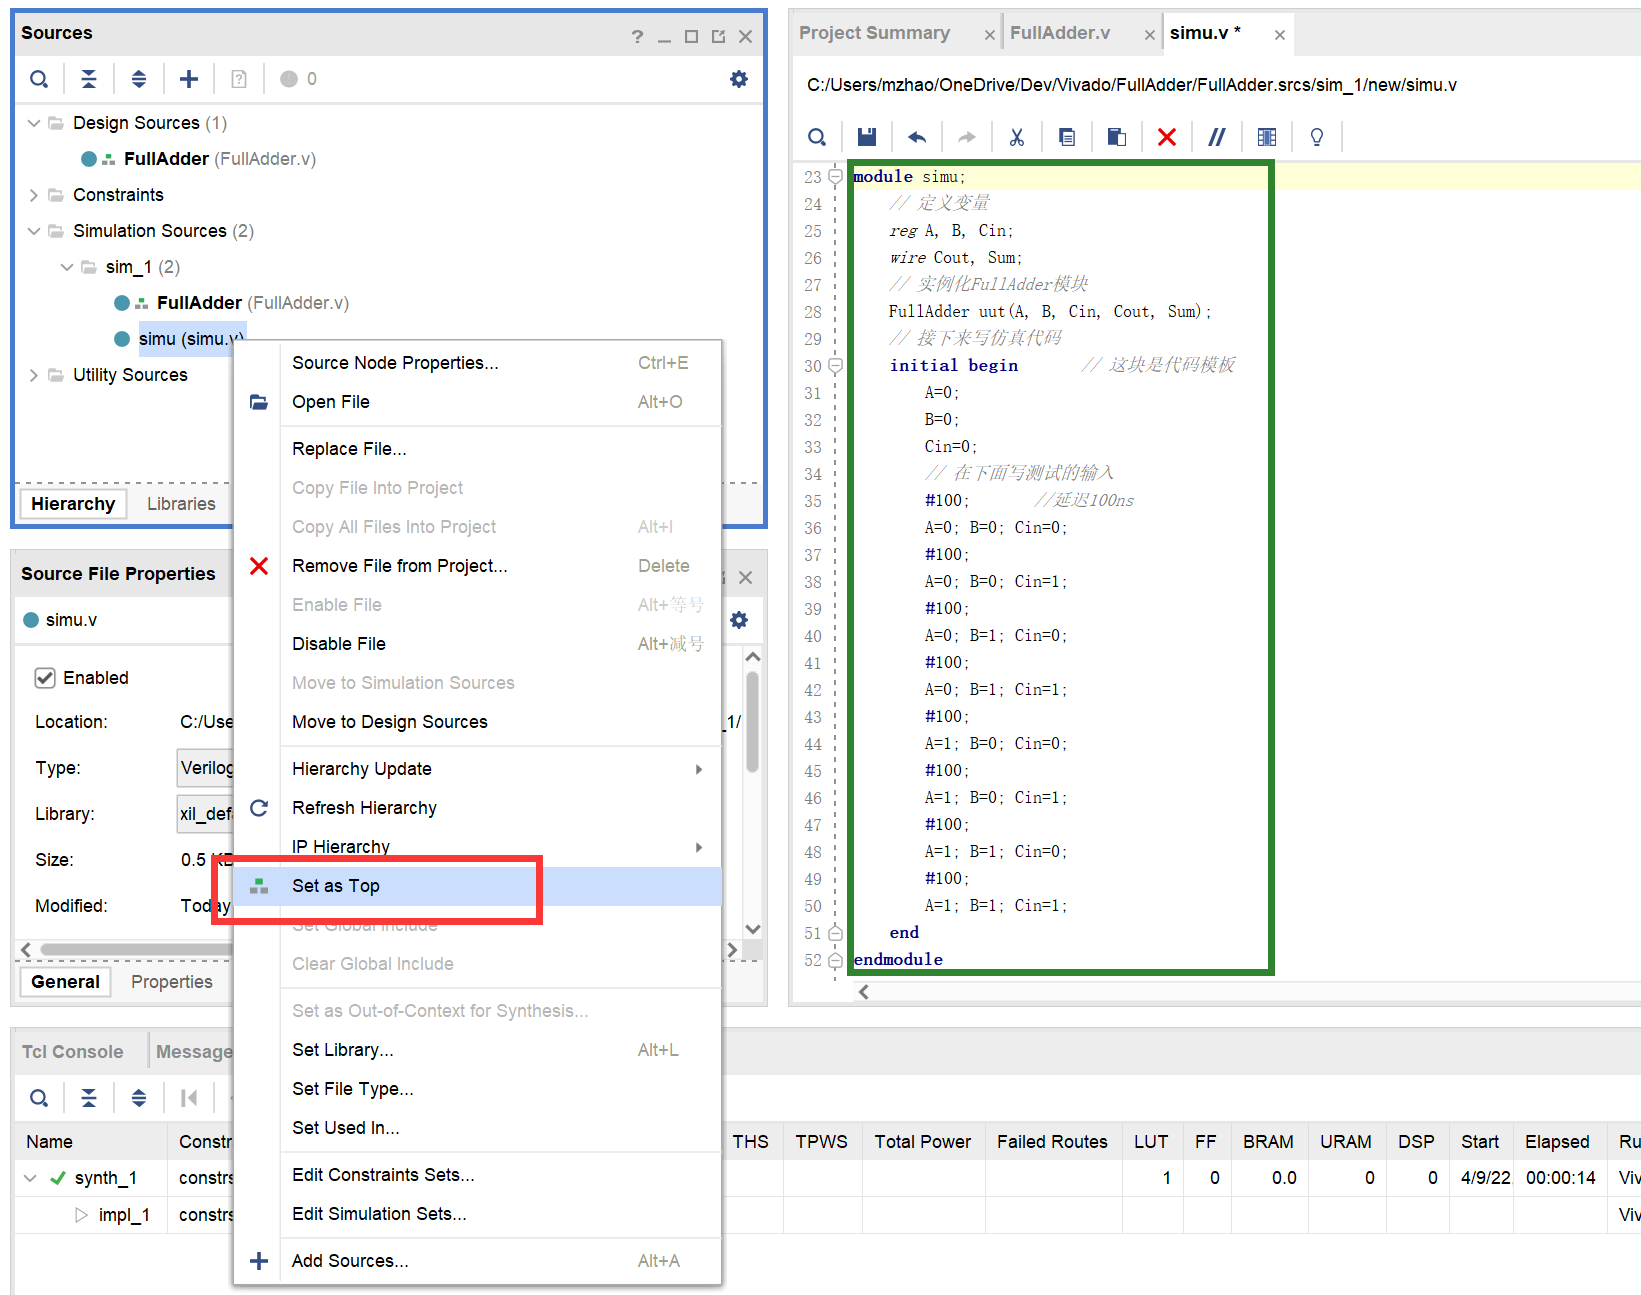 Sources
0
Design Sources (1)
FullAdder (FullAdder.v)
Constraints
Simulation Sources (2)
sim_1 (2)
FullAdder (FullAdder.v)
simu (simu.v)
Utility Sources
Hierarchy Libraries
Source File Properties
simu.v
Enabled
Location: C:/Use _1/
Type: Verilog
Library: xil_def
Size: 0.5 KB
Modified: Today
General Properties
Source Node Properties... Ctrl+E
Open File Alt+O
Replace File...
Copy File Into Project
Copy All Files Into Project Alt+I
Remove File from Project... Delete
Enable File Alt+等号
Disable File Alt+减号
Move to Simulation Sources
Move to Design Sources
Hierarchy Update
Refresh Hierarchy
IP Hierarchy
Set as Top
Set Global Include
Clear Global Include
Set as Out-of-Context for Synthesis...
Set Library... Alt+L
Set File Type...
Set Used In...
Edit Constraints Sets...
Edit Simulation Sets...
Add Sources... Alt+A
Project Summary FullAdder.v simu.v *
C:/Users/mzhao/OneDrive/Dev/Vivado/FullAdder/FullAdder.srcs/sim_1/new/simu.v
23 module simu;
24 // 定义变量
25 reg A, B, Cin;
26 wire Cout, Sum;
27 // 实例化FullAdder模块
28 FullAdder uut(A, B, Cin, Cout, Sum);
29 // 接下来写仿真代码
30 initial begin // 这块是代码模板
31 A=0;
32 B=0;
33 Cin=0;
34 // 在下面写测试的输入
35 #100; //延迟100ns
36 A=0; B=0; Cin=0;
37 #100;
38 A=0; B=0; Cin=1;
39 #100;
40 A=0; B=1; Cin=0;
41 #100;
42 A=0; B=1; Cin=1;
43 #100;
44 A=1; B=0; Cin=0;
45 #100;
46 A=1; B=0; Cin=1;
47 #100;
48 A=1; B=1; Cin=0;
49 #100;
50 A=1; B=1; Cin=1;
51 end
52 endmodule
Tcl Console Message
Name Constr THS TPWS Total Power Failed Routes LUT FF BRAM URAM DSP Start Elapsed Ru
synth_1 constrs 1 0 0.0 0 0 4/9/22, 00:00:14 Viv
impl_1 constrs Viv